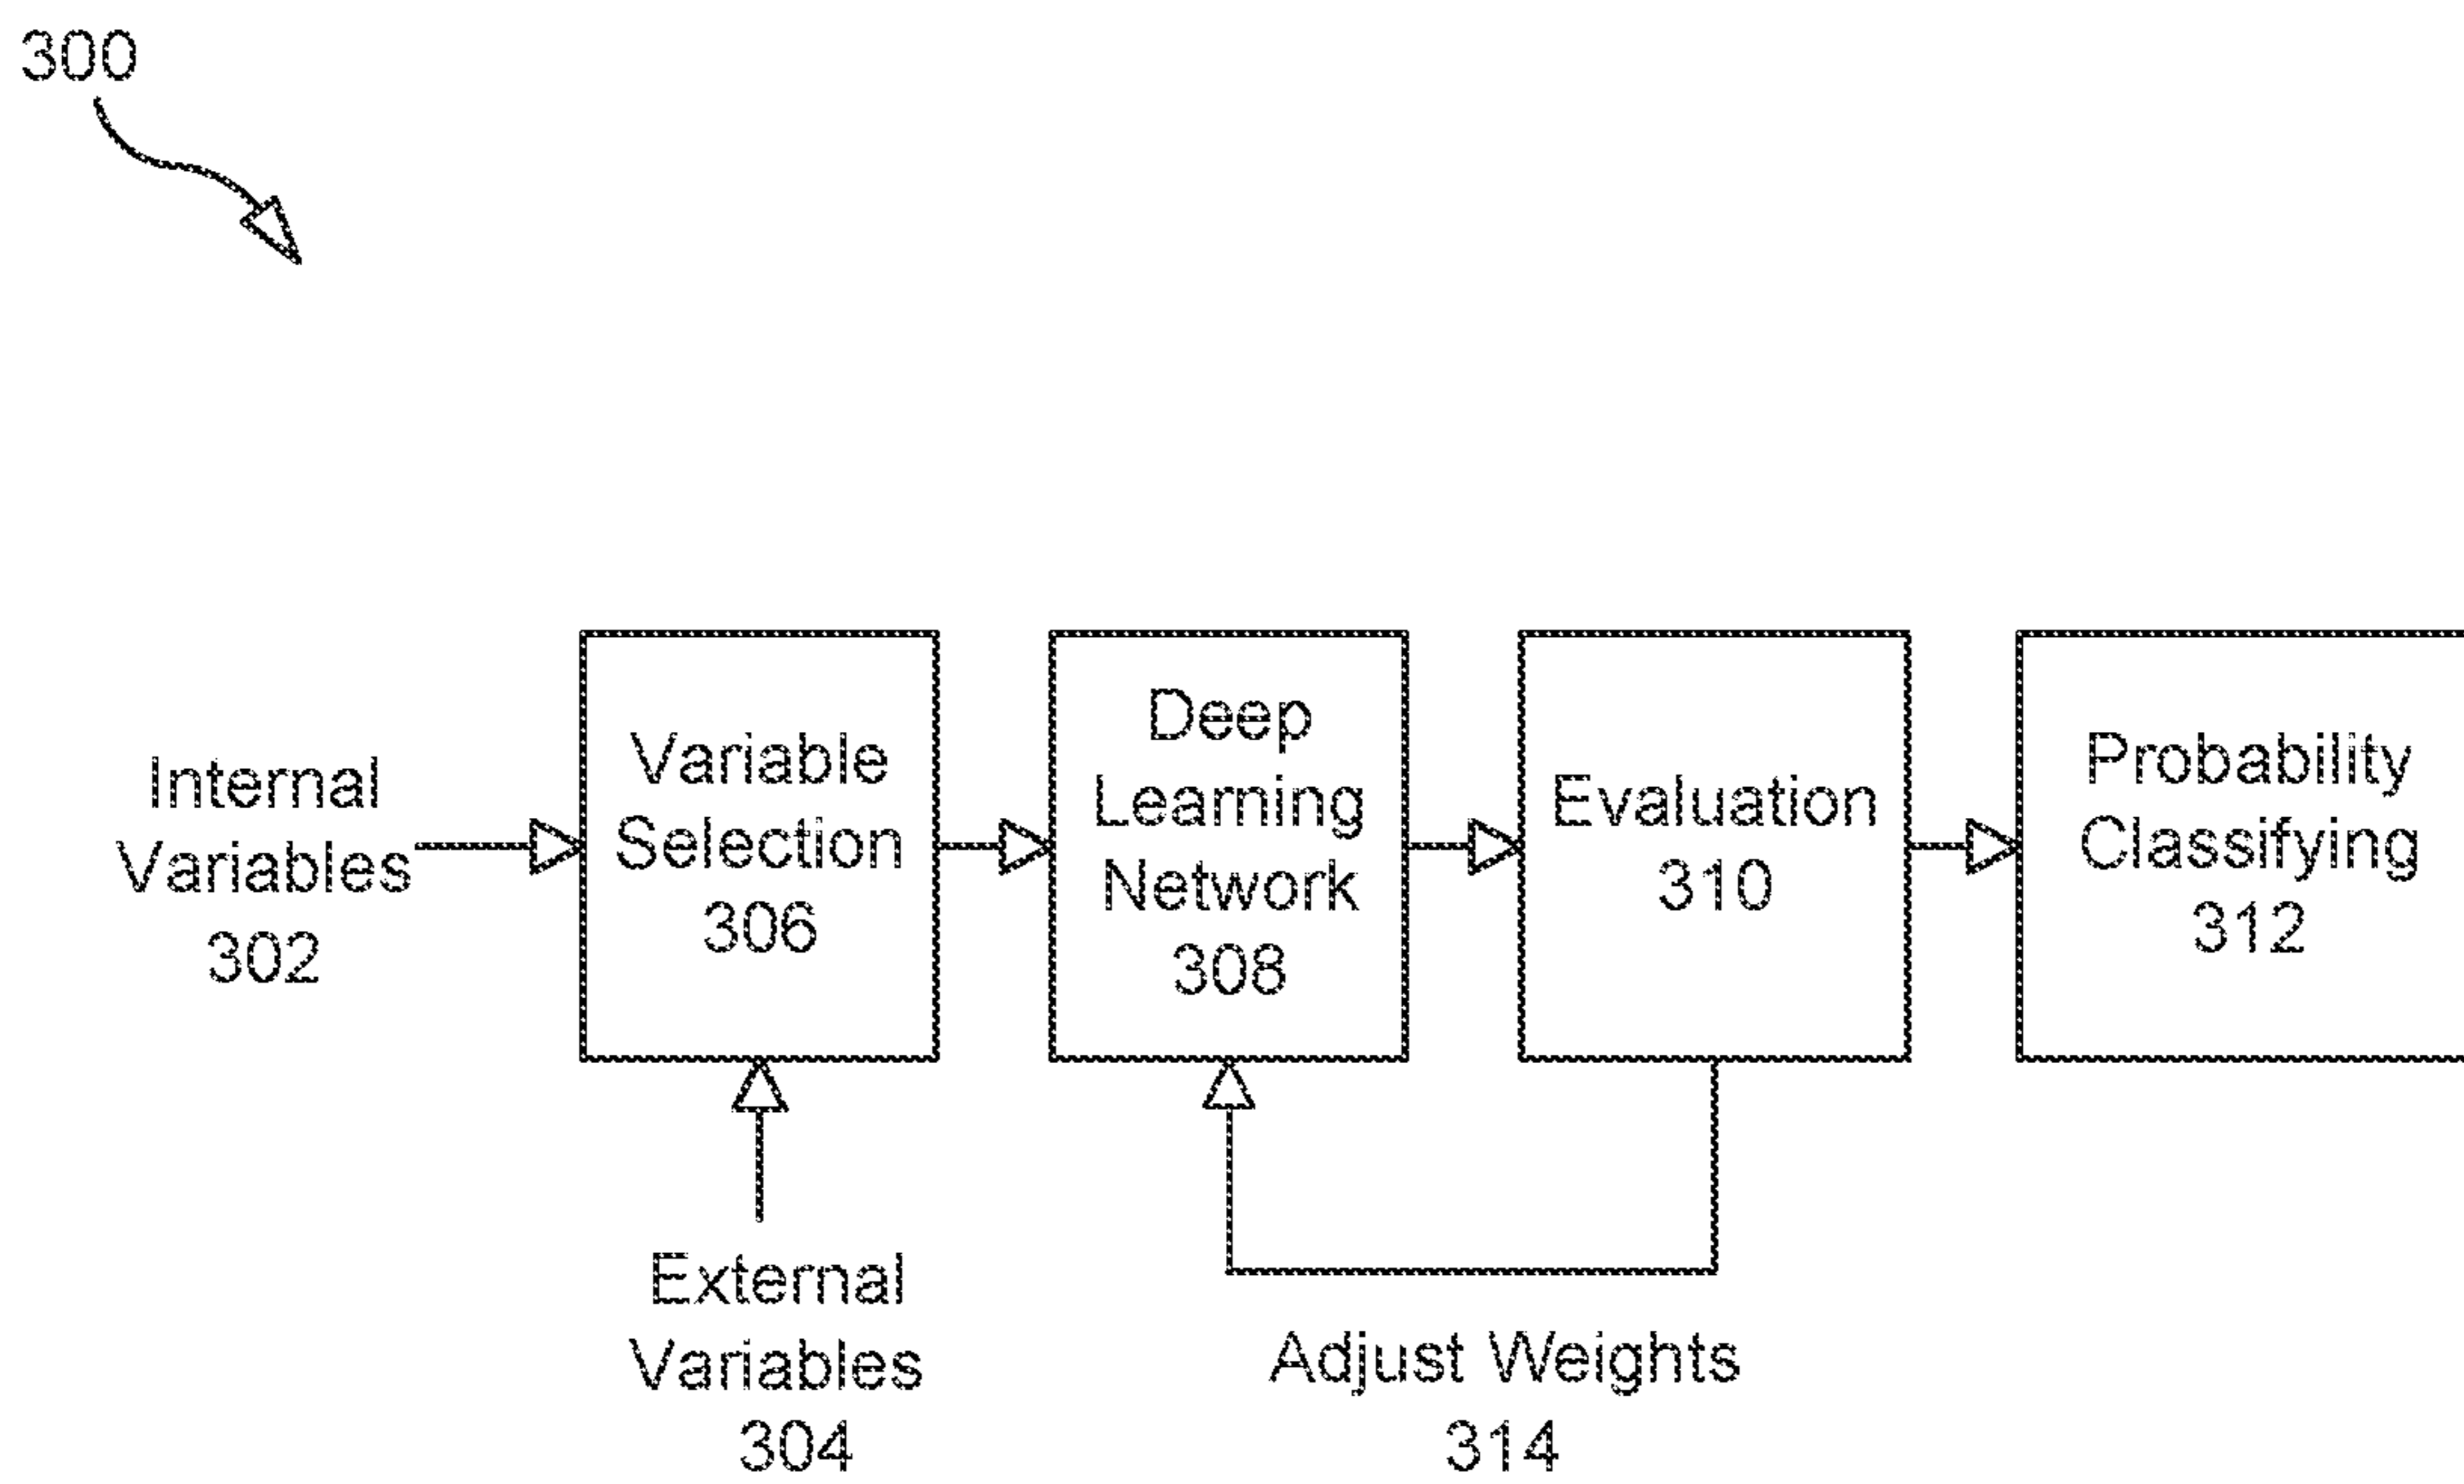 300
Internal
Variables
302
Variable
Selection
306
Deep
Learning
Network
308
Evaluation
310
Probability
Classifying
312
External
Variables
304
Adjust Weights
314